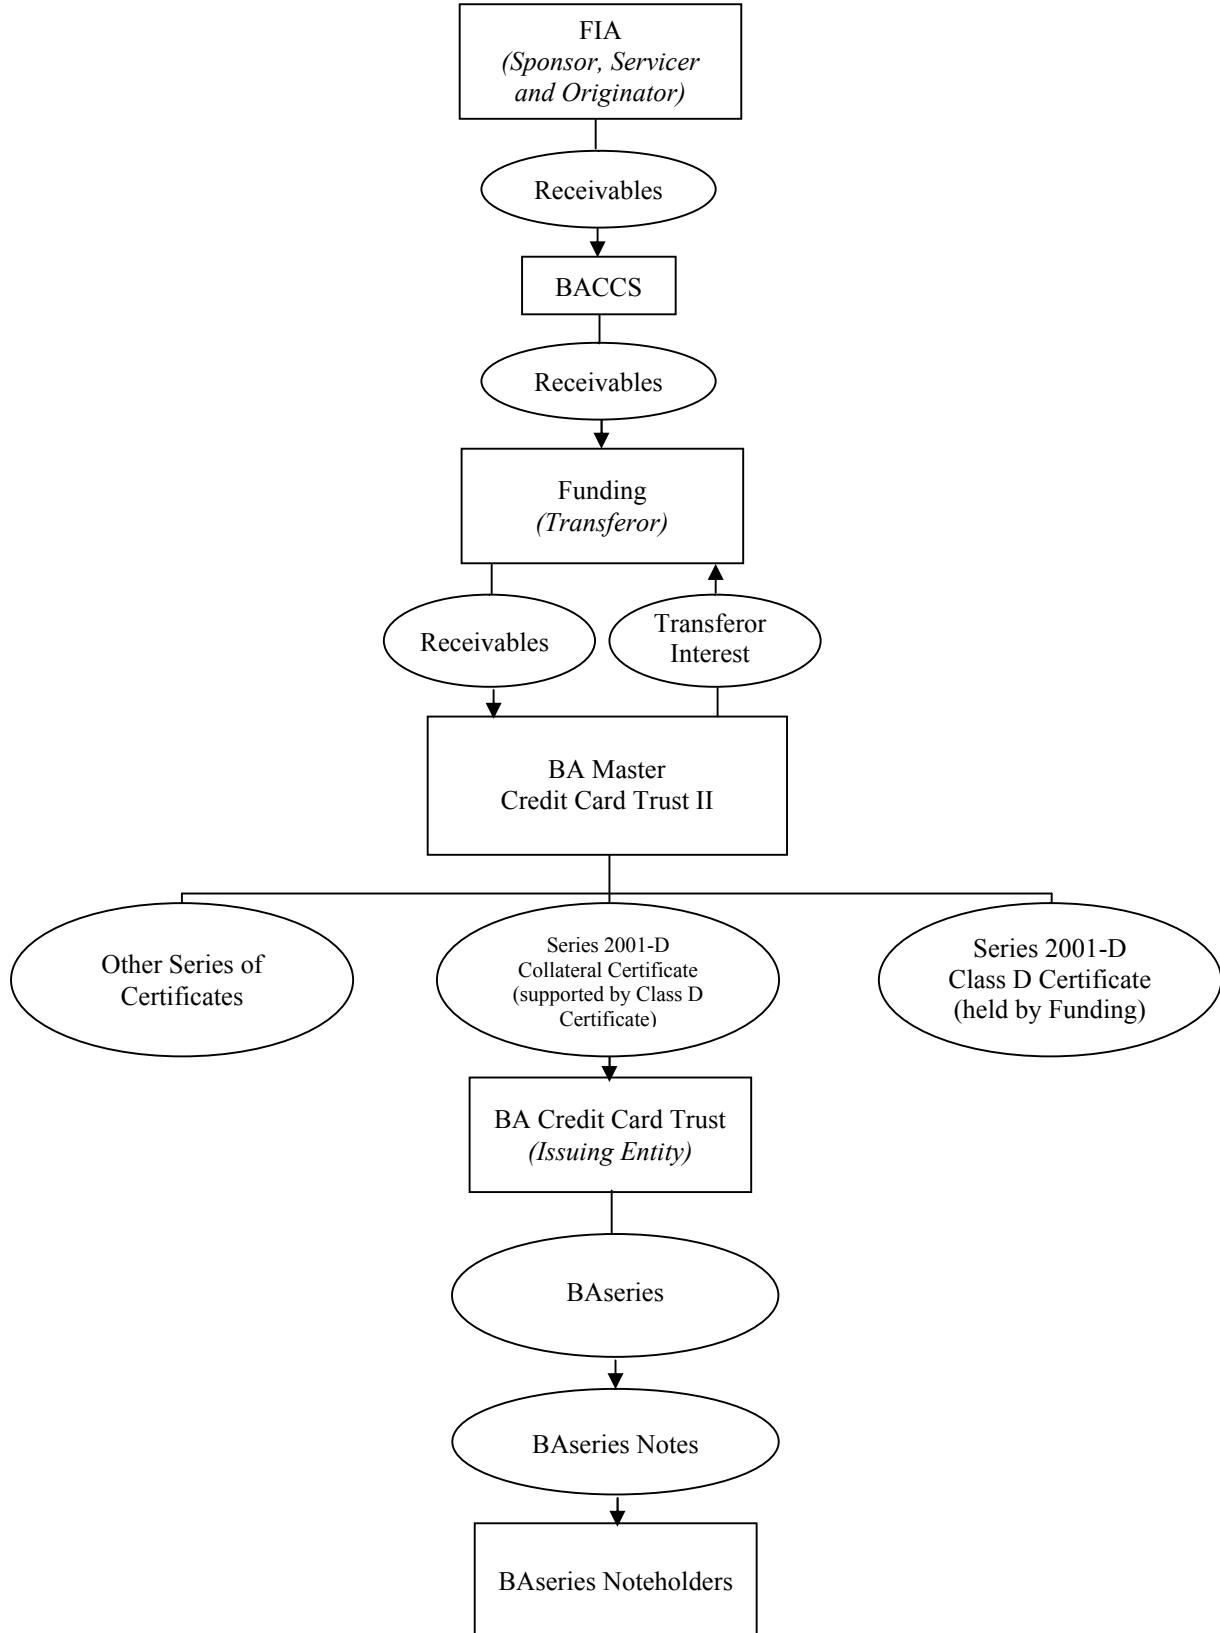 FIA
(Sponsor, Servicer
and Originator)
Receivables
BACCS
Receivables
Funding
(Transferor)
Receivables
Transferor
Interest
BA Master
Credit Card Trust II
Other Series of
Certificates
Series 2001-D
Collateral Certificate
(supported by Class D
Certificate)
Series 2001-D
Class D Certificate
(held by Funding)
BA Credit Card Trust
(Issuing Entity)
BAseries
BAseries Notes
BAseries Noteholders